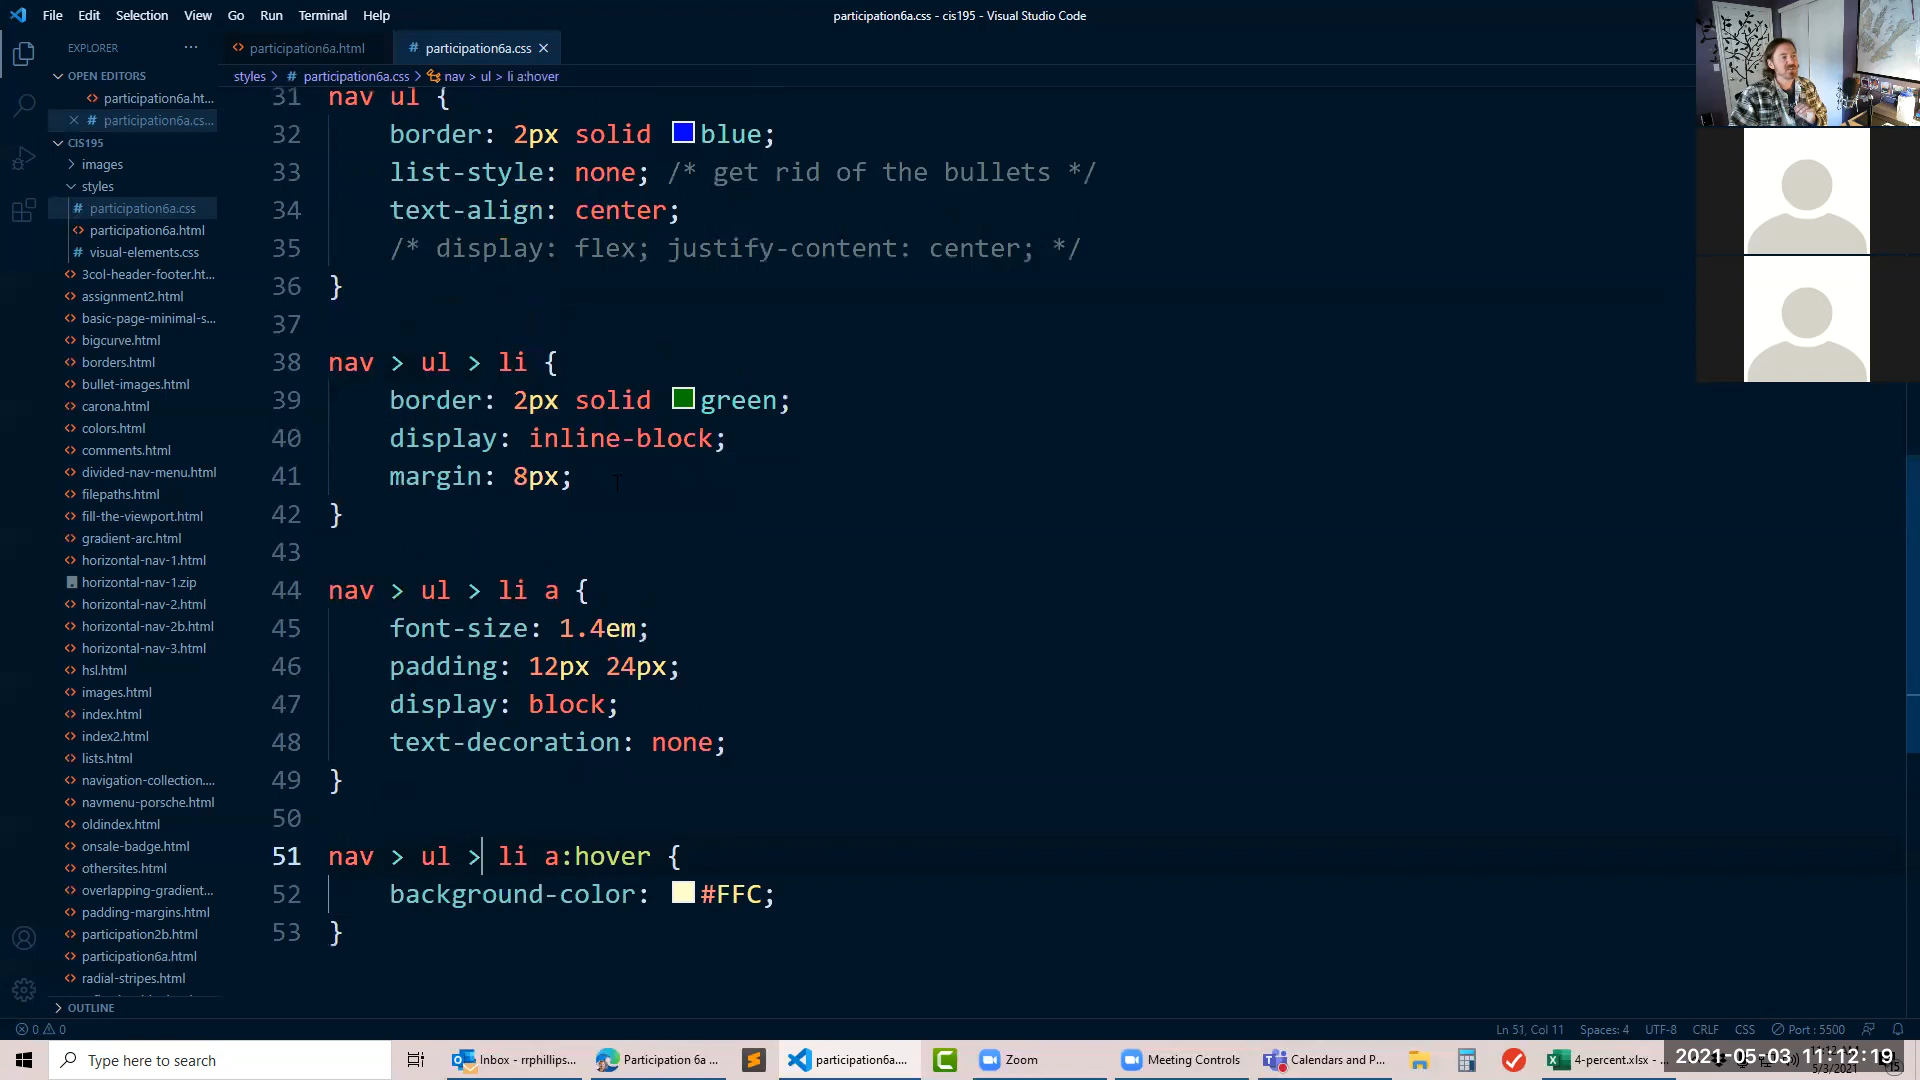 File Edit Selection View Go Run Terminal Help
participation6a.css - cis195 - Visual Studio Code
EXPLORER ...
participation6a.html
# participation6a.css
OPEN EDITORS
participation6a.ht...
# participation6a.cs...
CIS195
images
styles
# participation6a.css
participation6a.html
# visual-elements.css
3col-header-footer.ht...
assignment2.html
basic-page-minimal-s...
bigcurve.html
borders.html
bullet-images.html
carona.html
colors.html
comments.html
divided-nav-menu.html
filepaths.html
fill-the-viewport.html
gradient-arc.html
horizontal-nav-1.html
horizontal-nav-1.zip
horizontal-nav-2.html
horizontal-nav-2b.html
horizontal-nav-3.html
hsl.html
images.html
index.html
index2.html
lists.html
navigation-collection....
navmenu-porsche.html
oldindex.html
onsale-badge.html
othersites.html
overlapping-gradient...
padding-margins.html
participation2b.html
participation6a.html
radial-stripes.html
OUTLINE
styles > # participation6a.css > nav > ul > li a:hover
31 nav ul {
32 border: 2px solid blue;
33 list-style: none; /* get rid of the bullets */
34 text-align: center;
35 /* display: flex; justify-content: center; */
36 }
37
38 nav > ul > li {
39 border: 2px solid green;
40 display: inline-block;
41 margin: 8px;
42 }
43
44 nav > ul > li a {
45 font-size: 1.4em;
46 padding: 12px 24px;
47 display: block;
48 text-decoration: none;
49 }
50
51 nav > ul > li a:hover {
52 background-color: #FFC;
53 }
0 0
Ln 51, Col 11 Spaces: 4 UTF-8 CRLF CSS Port : 5500
Type here to search
Inbox - rrphillips...
Participation 6a ...
participation6a....
Zoom
Meeting Controls
Calendars and P...
4-percent.xlsx - ...
2021-05-03 11:12:19
5/3/2021
15